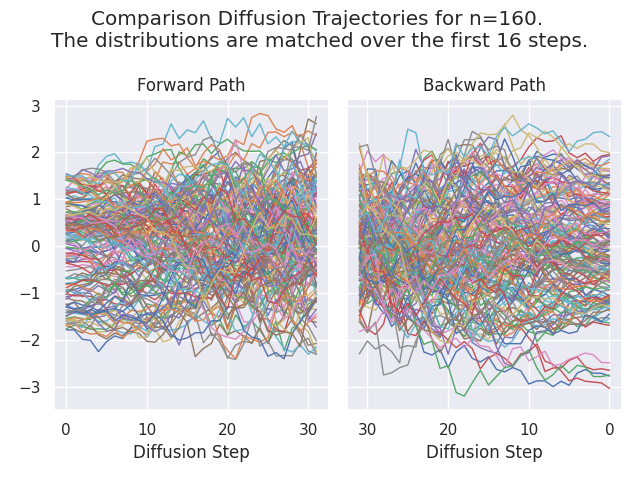 Comparison Diffusion Trajectories for n=160.
The distributions are matched over the first 16 steps.
Forward Path
Backward Path
3
2
1
0
−1
−2
−3
0 10 20 30
30 20 10 0
Diffusion Step
Diffusion Step